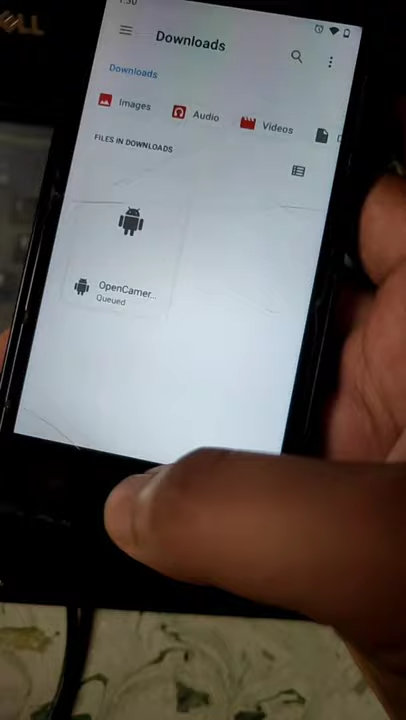 Downloads
Downloads
Images
Audio
Videos
FILES IN DOWNLOADS
OpenCamer...
Queued